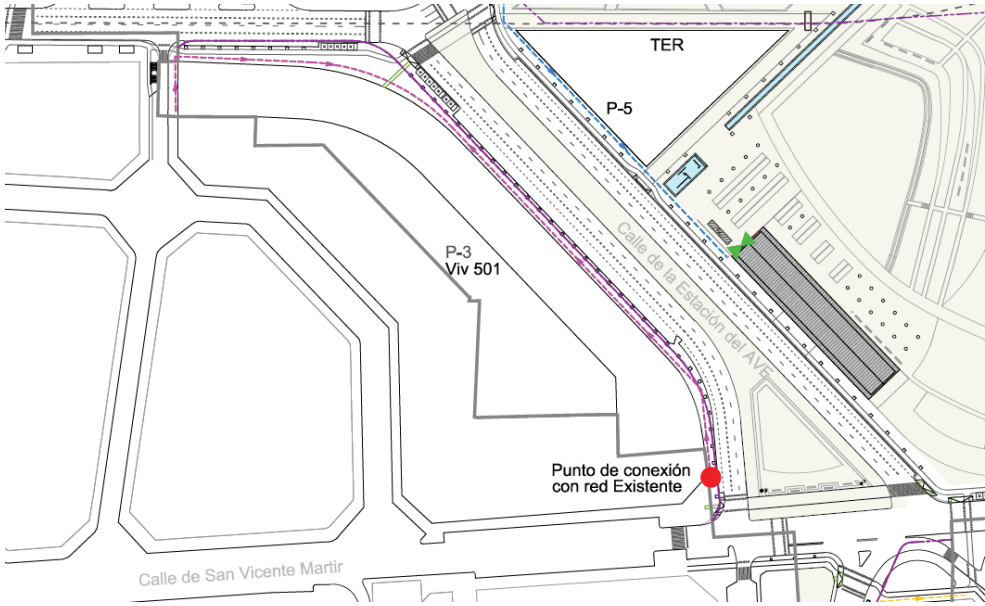 TER
P-5
Calle de la Estación del AVE
P-3
Viv 501
Punto de conexión
con red Existente
Calle de San Vicente Martir